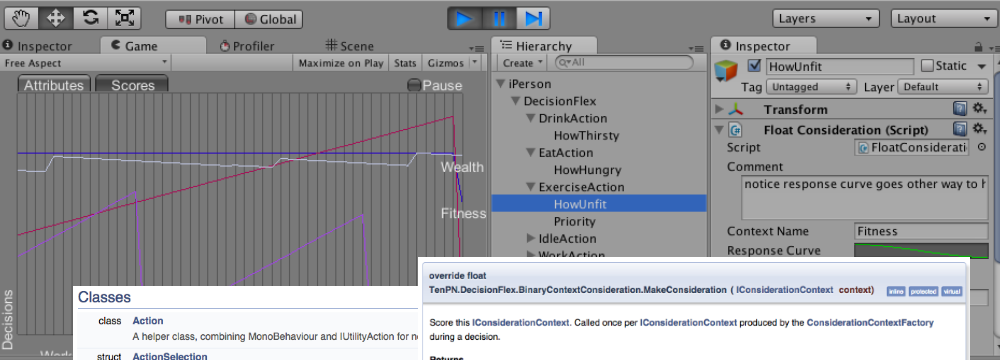 Pivot Global Layers Layout
Inspector Game Profiler Scene
Free Aspect Maximize on Play Stats Gizmos
Attributes Scores Pause
Wealth
Fitness
Decisions
Hierarchy
Create All
iPerson
DecisionFlex
DrinkAction
HowThirsty
EatAction
HowHungry
ExerciseAction
HowUnfit
Priority
IdleAction
WorkAction
Inspector
HowUnfit Static
Tag Untagged Layer Default
Transform
Float Consideration (Script)
Script FloatConsiderati
Comment
notice response curve goes other way to h
Context Name Fitness
Response Curve
Classes
class Action
A helper class, combining MonoBehaviour and IUtilityAction for n
struct ActionSelection
override float
TenPN.DecisionFlex.BinaryContextConsideration.MakeConsideration ( IConsiderationContext context) inline protected virtual
Score this IConsiderationContext. Called once per IConsiderationContext produced by the ConsiderationContextFactory
during a decision.
Returns